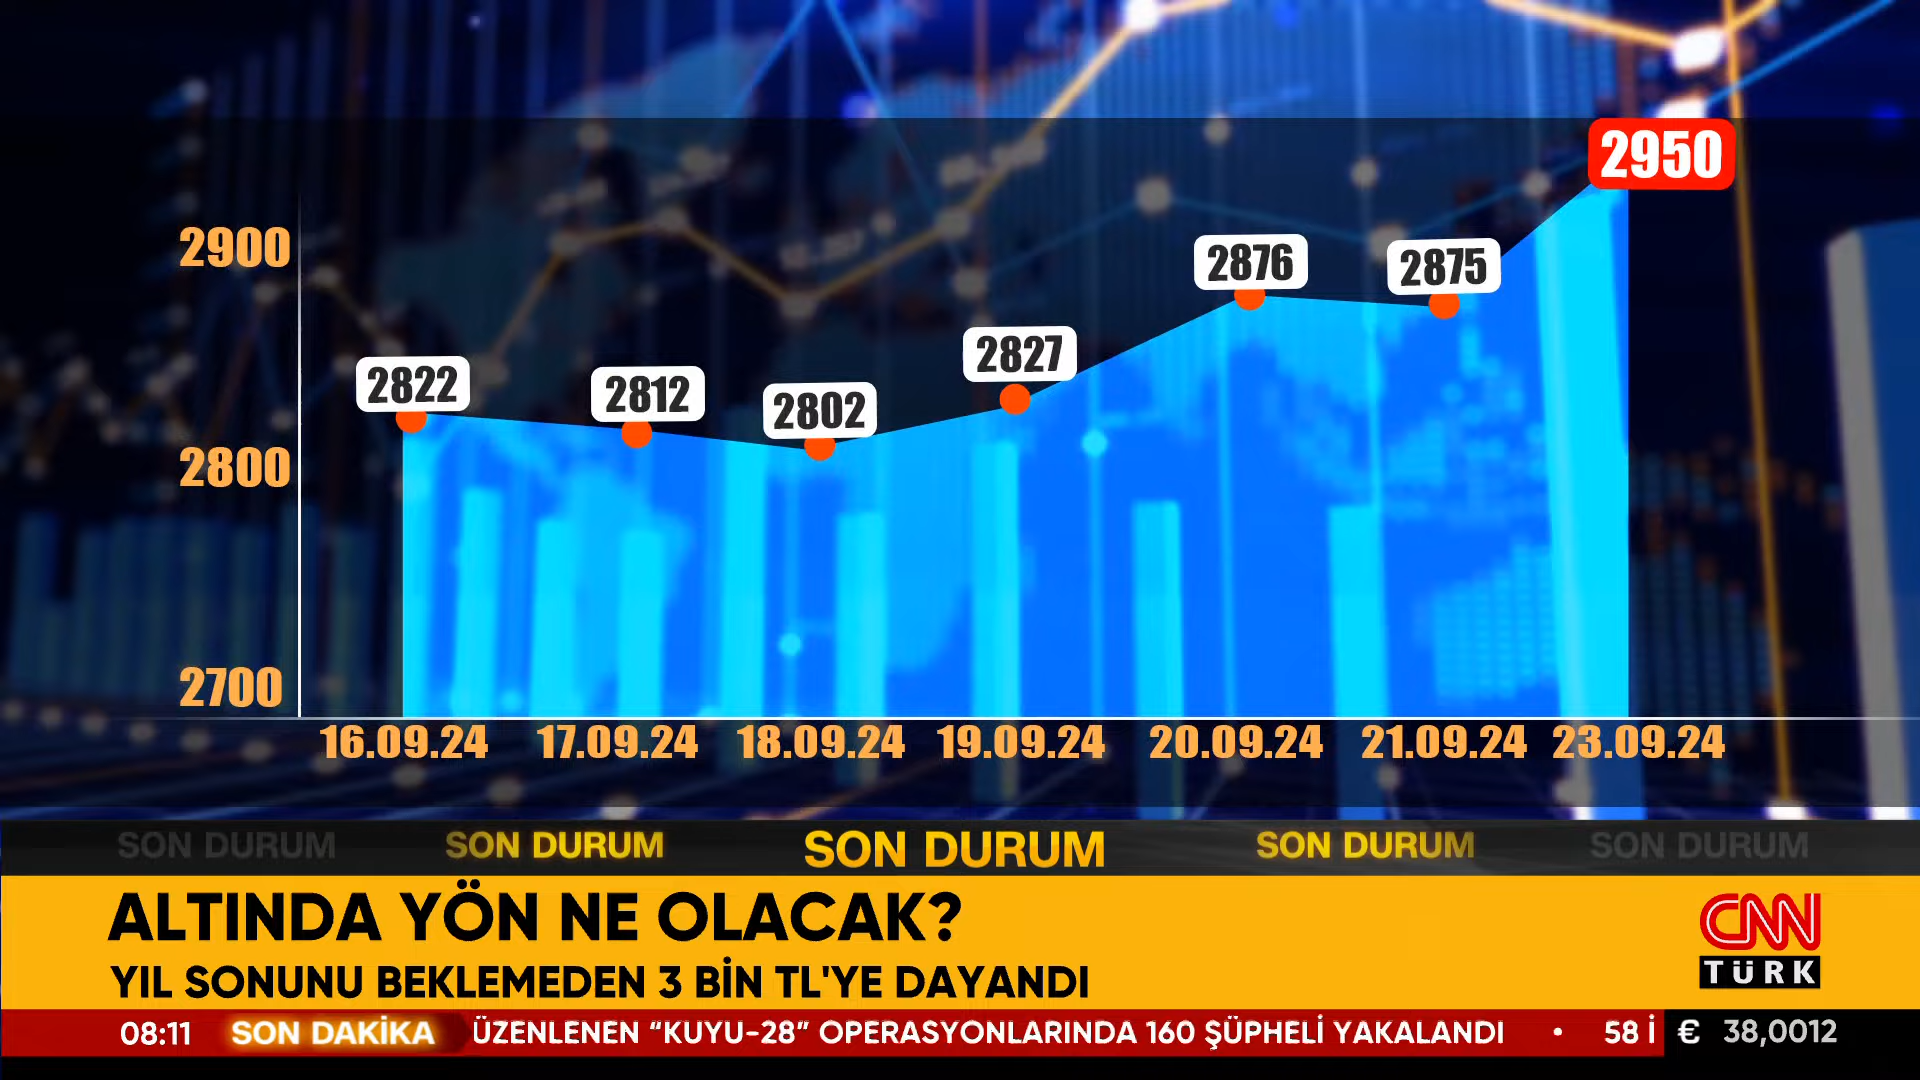 2950
2900
2876
2875
2827
2822
2812
2802
2800
2700
16.09.24 17.09.24 18.09.24 19.09.24 20.09.24 21.09.24 23.09.24
SON DURUM SON DURUM SON DURUM SON DURUM SON DURUM
ALTINDA YÖN NE OLACAK?
YIL SONUNU BEKLEMEDEN 3 BİN TL'YE DAYANDI
CNN
TÜRK
08:11 SON DAKİKA ÜZENLENEN “KUYU-28” OPERASYONLARINDA 160 ŞÜPHELİ YAKALANDI • 58 İ € 38,0012